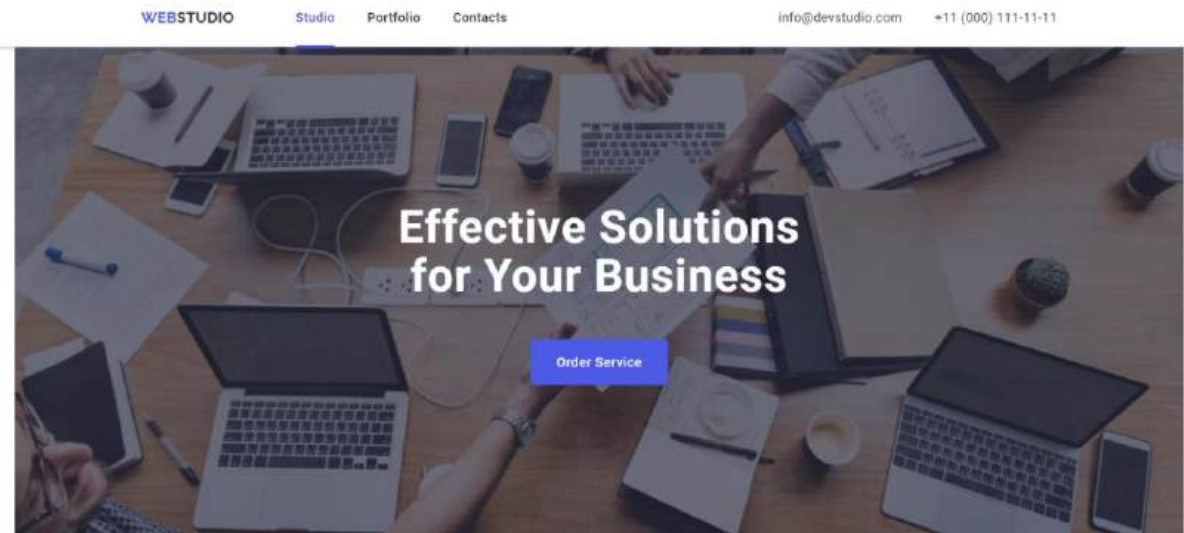 WEBSTUDIO
Studio
Portfolio
Contacts
info@devstudio.com
+11 (000) 111-11-11
Effective Solutions
for Your Business
Order Service